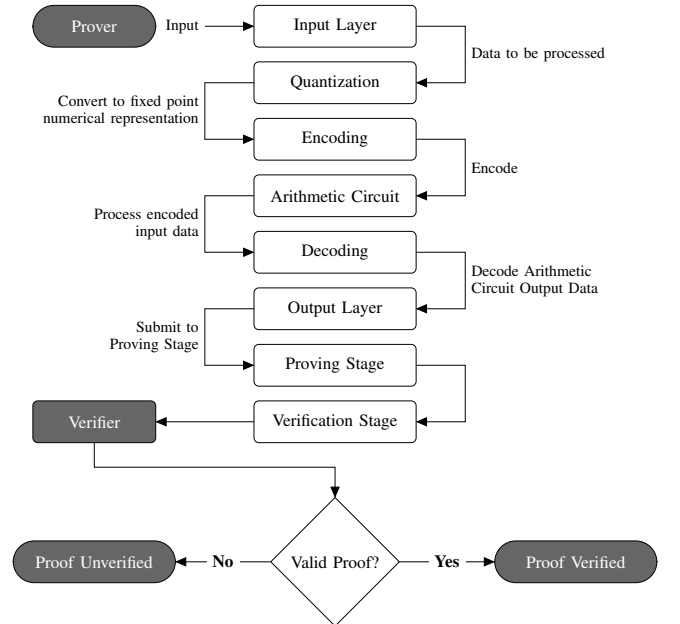 Prover
Input
Input Layer
Data to be processed
Quantization
Convert to fixed point
numerical representation
Encoding
Encode
Arithmetic Circuit
Process encoded
input data
Decoding
Decode Arithmetic
Circuit Output Data
Output Layer
Submit to
Proving Stage
Proving Stage
Verifier
Verification Stage
Proof Unverified
No
Valid Proof?
Yes
Proof Verified